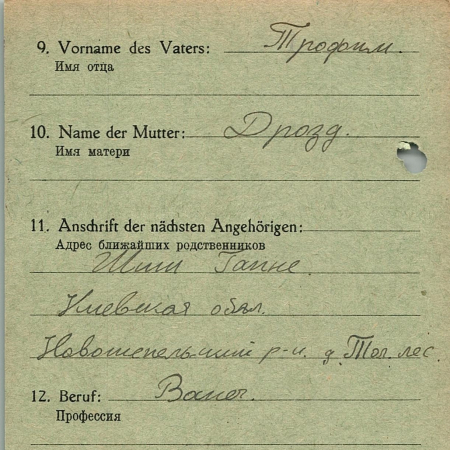 9. Vorname des Vaters: Трофим.
Имя отца
10. Name der Mutter: Дрозд.
Имя матери
11. Anschrift der nächsten Angehörigen:
Адрес ближайших родственников
Гапне.
Киевская обл.
р-н. д. Тол. лес.
12. Beruf:
Профессия